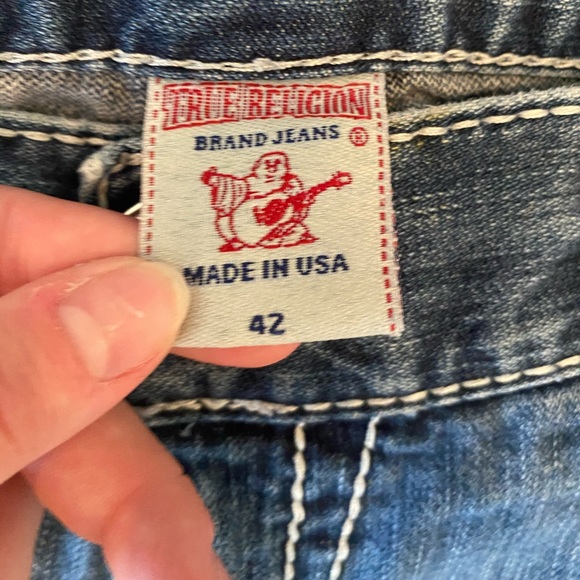 TRUE RELIGION
BRAND JEANS ®
MADE IN USA
42